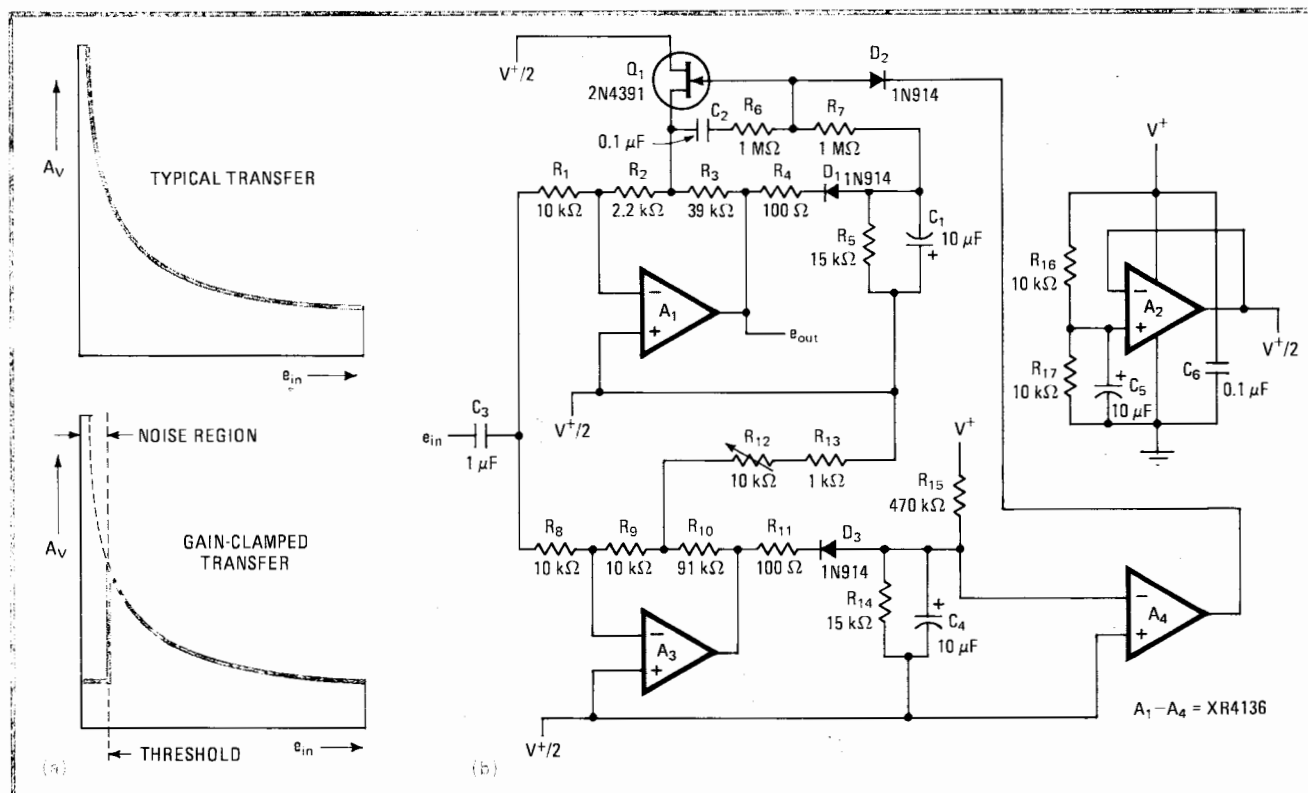 A_V
TYPICAL TRANSFER
e_in
NOISE REGION
A_V
GAIN-CLAMPED
TRANSFER
e_in
THRESHOLD
(a)
V⁺/2
Q₁
2N4391
D₂
1N914
C₂
0.1 µF
R₆
1 MΩ
R₇
1 MΩ
R₁
10 kΩ
R₂
2.2 kΩ
R₃
39 kΩ
R₄
100 Ω
D₁
1N914
R₅
15 kΩ
C₁
10 µF
+
−
+
A₁
e_out
V⁺/2
e_in
C₃
1 µF
R₁₂
10 kΩ
R₁₃
1 kΩ
V⁺
R₁₅
470 kΩ
R₈
10 kΩ
R₉
10 kΩ
R₁₀
91 kΩ
R₁₁
100 Ω
D₃
1N914
R₁₄
15 kΩ
+
C₄
10 µF
−
+
A₃
−
+
A₄
V⁺/2
V⁺
R₁₆
10 kΩ
−
+
A₂
R₁₇
10 kΩ
+
C₅
10 µF
C₆
0.1 µF
V⁺/2
A₁–A₄ = XR4136
(b)